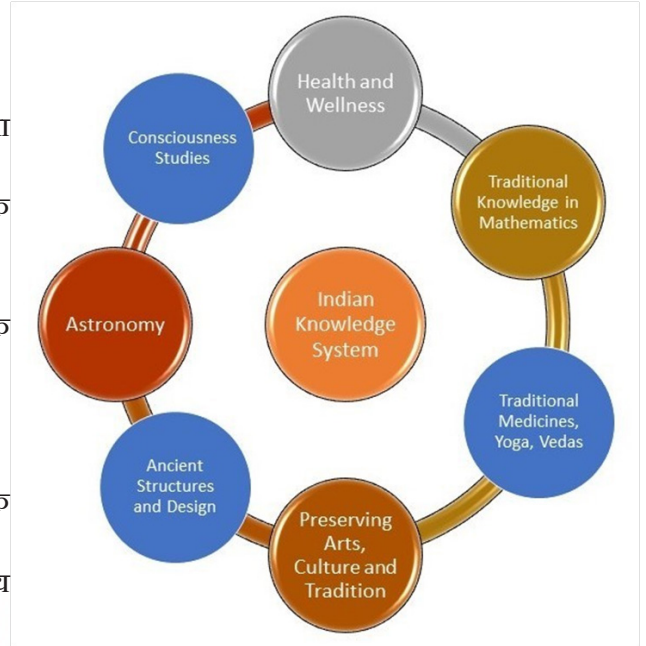 Health and
Wellness
Traditional
Knowledge in
Mathematics
Traditional
Medicines,
Yoga, Vedas
Preserving
Arts,
Culture and
Tradition
Ancient
Structures
and Design
Astronomy
Consciousness
Studies
Indian
Knowledge
System